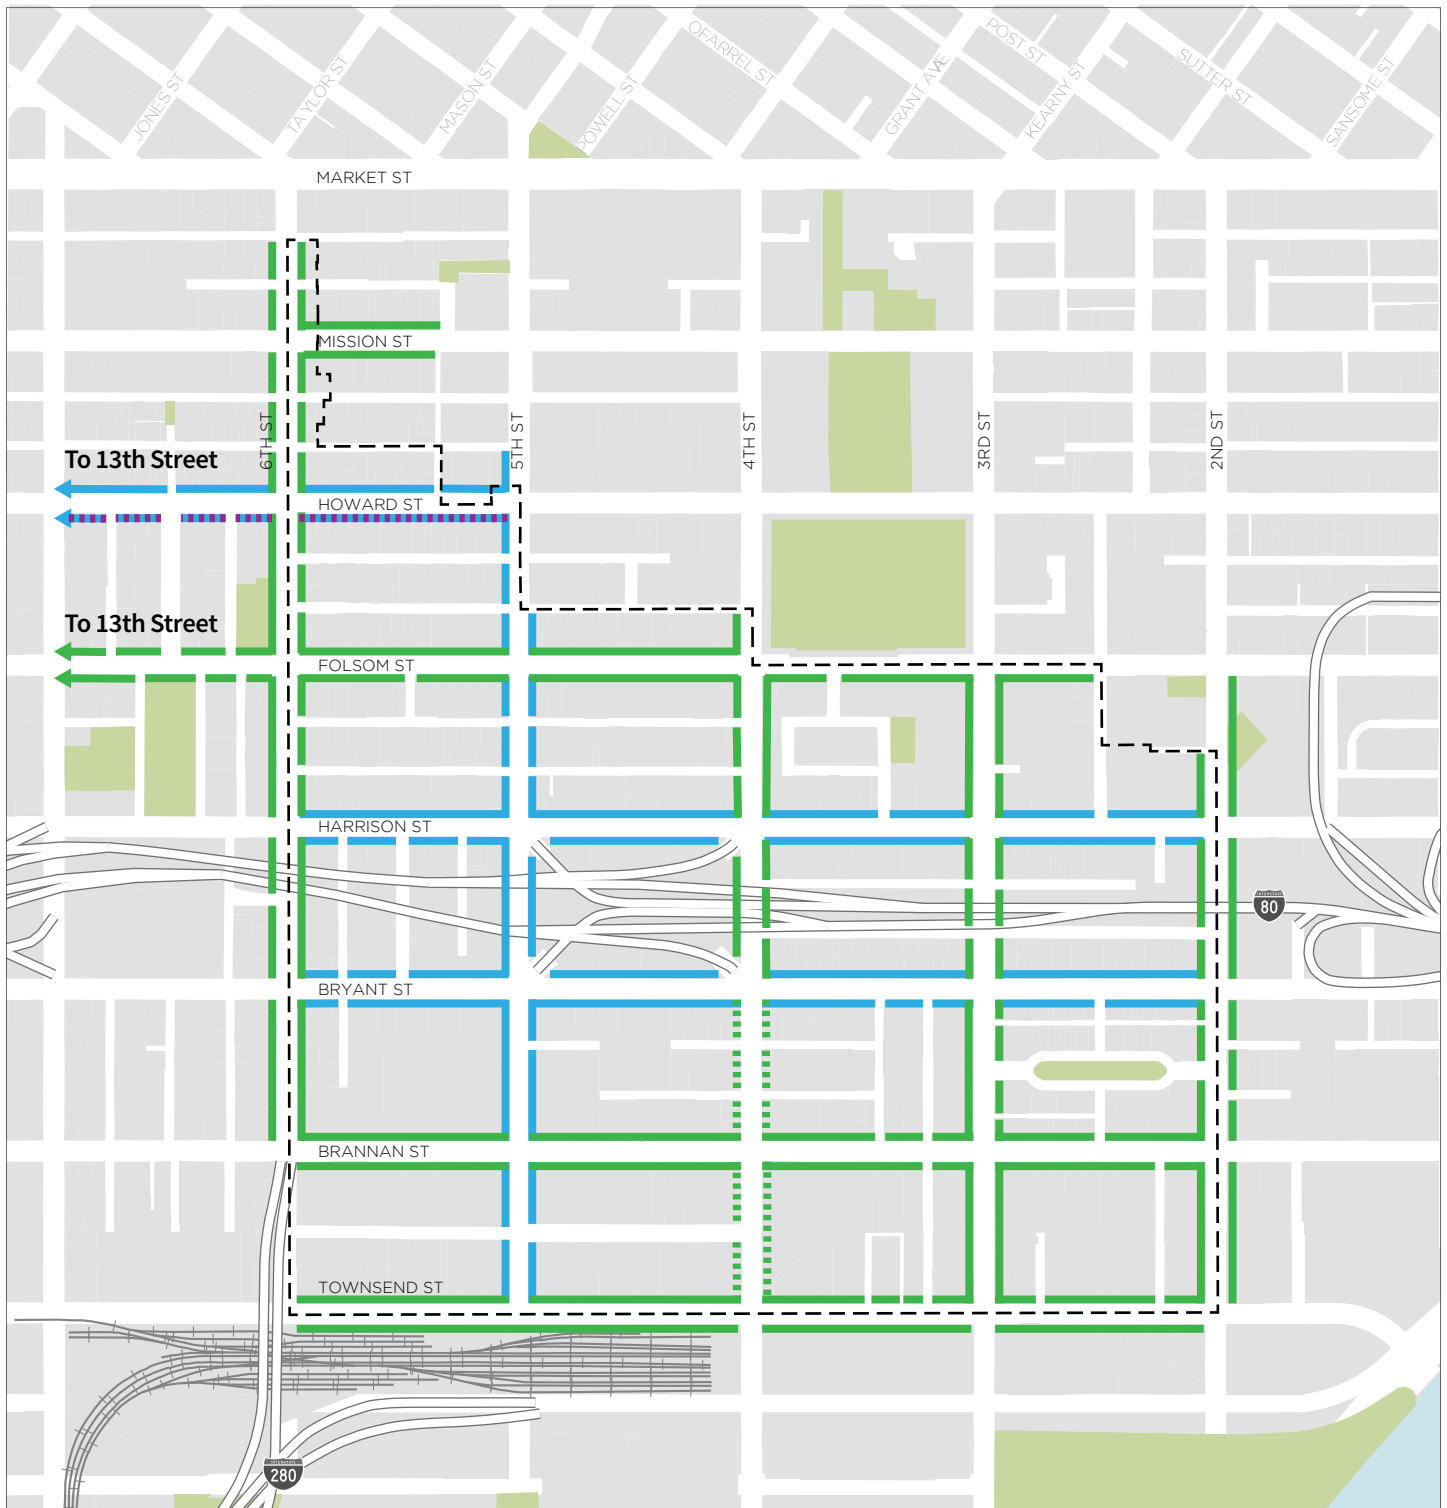 JONES ST
TAYLOR ST
MASON ST
POWELL ST
OFARREL ST
GRANT AVE
POST ST
KEARNY ST
SUTTER ST
SANSOME ST
MARKET ST
MISSION ST
6TH ST
5TH ST
4TH ST
3RD ST
2ND ST
To 13th Street
HOWARD ST
To 13th Street
FOLSOM ST
HARRISON ST
INTERSTATE
80
BRYANT ST
BRANNAN ST
TOWNSEND ST
INTERSTATE
280